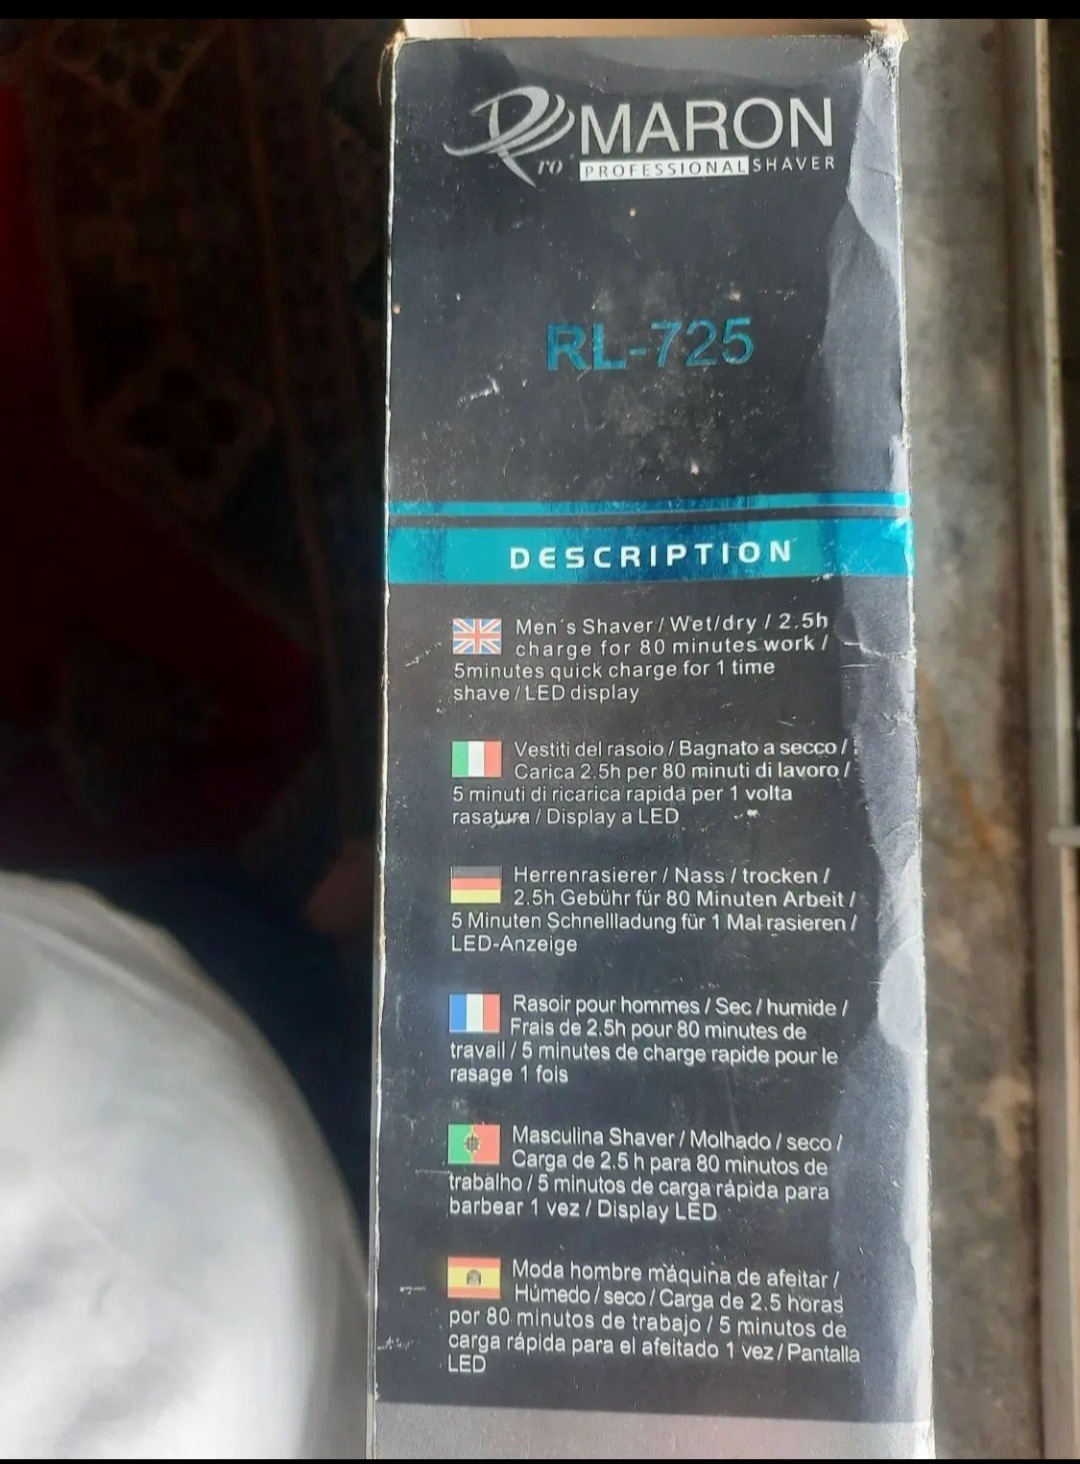 Pro MARON
PROFESSIONAL SHAVER
RL-725
DESCRIPTION
Men´s Shaver / Wet/dry / 2.5h
charge for 80 minutes work /
5minutes quick charge for 1 time
shave / LED display
Vestiti del rasoio / Bagnato a secco /
Carica 2.5h per 80 minuti di lavoro /
5 minuti di ricarica rapida per 1 volta
rasatura / Display a LED
Herrenrasierer / Nass / trocken /
2.5h Gebühr für 80 Minuten Arbeit /
5 Minuten Schnellladung für 1 Mal rasieren /
LED-Anzeige
Rasoir pour hommes / Sec / humide /
Frais de 2.5h pour 80 minutes de
travail / 5 minutes de charge rapide pour le
rasage 1 fois
Masculina Shaver / Molhado / seco /
Carga de 2.5 h para 80 minutos de
trabalho / 5 minutos de carga rápida para
barbear 1 vez / Display LED
Moda hombre màquina de afeitar /
Húmedo / seco / Carga de 2.5 horas
por 80 minutos de trabajo / 5 minutos de
carga rápida para el afeitado 1 vez / Pantalla
LED